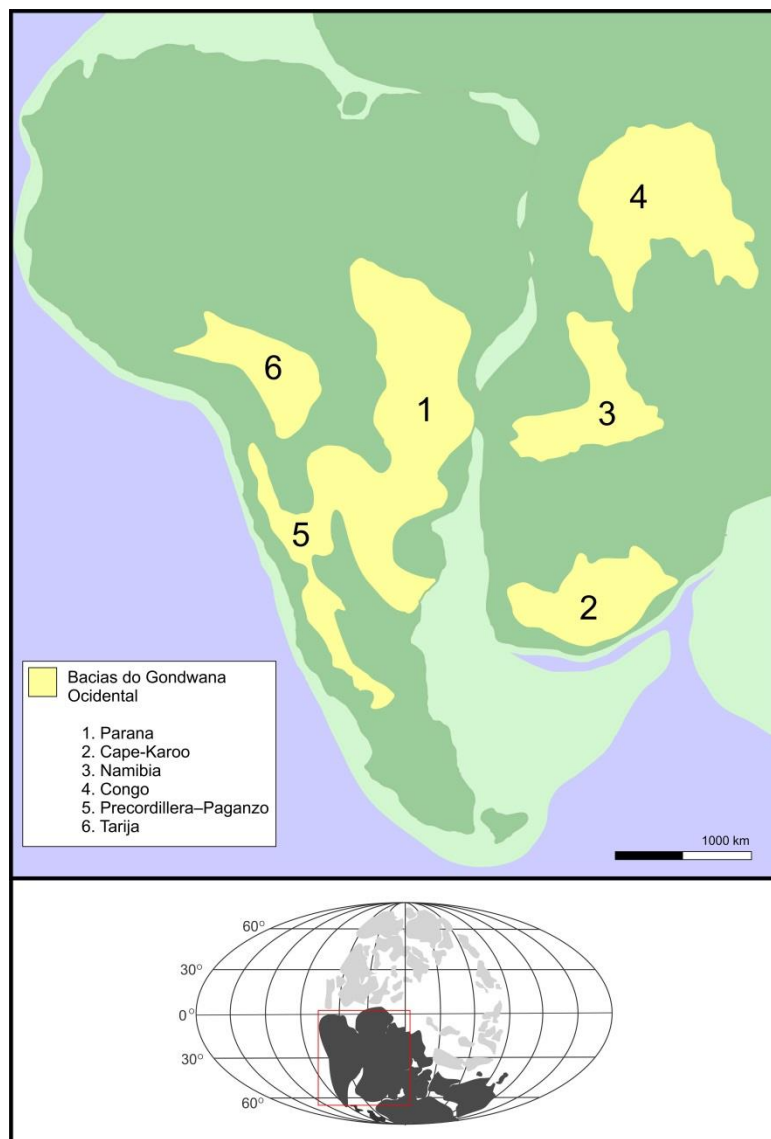 4
6
1
3
5
2
Bacias do Gondwana
Ocidental
1. Parana
2. Cape-Karoo
3. Namibia
4. Congo
5. Precordillera–Paganzo
6. Tarija
1000 km
60°
30°
0°
30°
60°